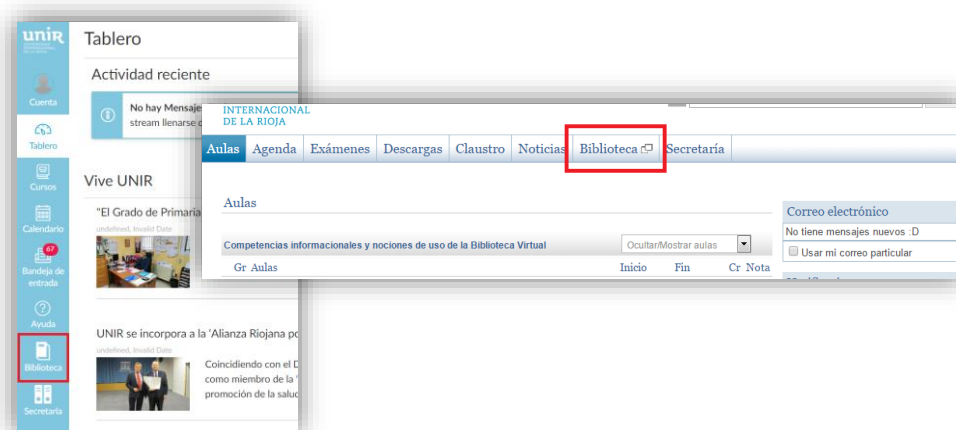 unir
Cuenta
Tablero
Cursos
Calendario
67
Bandeja de
entrada
Ayuda
Biblioteca
Secretaría
Tablero
Actividad reciente
No hay Mensaje
stream llenarse
Vive UNIR
"El Grado de Primaria
undefined, Invalid Date
UNIR se incorpora a la 'Alianza Riojana po
undefined, Invalid Date
Coincidiendo con el D
como miembro de la '
promoción de la salud
INTERNACIONAL
DE LA RIOJA
Aulas Agenda Exámenes Descargas Claustro Noticias Biblioteca Secretaría
Aulas
Competencias informacionales y nociones de uso de la Biblioteca Virtual Ocultar/Mostrar aulas
Gr Aulas Inicio Fin Cr Nota
Correo electrónico
No tiene mensajes nuevos :D
Usar mi correo particular